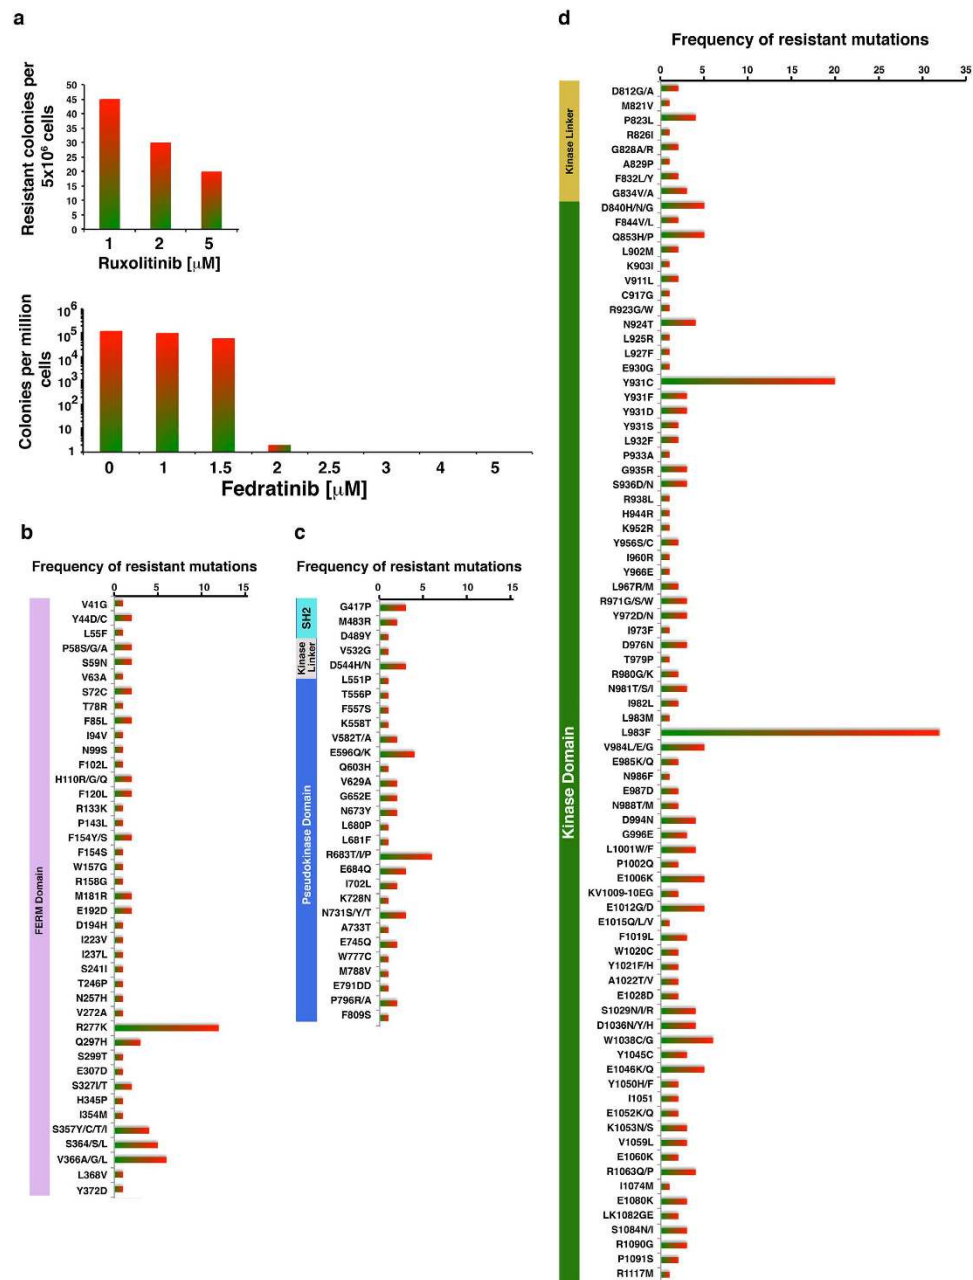 a
Resistant colonies per
5x10⁶ cells
50
45
40
35
30
25
20
15
10
5
0
1 2 5
Ruxolitinib [μM]
Colonies per million
cells
10⁶
10⁵
10⁴
10³
10²
10
1
0 1 1.5 2 2.5 3 4 5
Fedratinib [μM]
b
Frequency of resistant mutations
0 5 10 15
FERM Domain
V41G
Y44D/C
L55F
P58S/G/A
S59N
V63A
S72C
T78R
F85L
I94V
N99S
F102L
H110R/G/Q
F120L
R133K
P143L
F154Y/S
F154S
W157G
R158G
M181R
E192D
D194H
I223V
I237L
S241I
T246P
N257H
V272A
R277K
Q297H
S299T
E307D
S327I/T
H345P
I354M
S357Y/C/T/I
S364/S/L
V366A/G/L
L368V
Y372D
c
Frequency of resistant mutations
0 5 10 15
SH2
Kinase
Linker
Pseudokinase Domain
G417P
M483R
D489Y
V532G
D544H/N
L551P
T556P
F557S
K558T
V582T/A
E596Q/K
Q603H
V629A
G652E
N673Y
L680P
L681F
R683T/I/P
E684Q
I702L
K728N
N731S/Y/T
A733T
E745Q
W777C
M788V
E791DD
P796R/A
F809S
d
Frequency of resistant mutations
0 5 10 15 20 25 30 35
Kinase Linker
Kinase Domain
D812G/A
M821V
P823L
R826I
G828A/R
A829P
F832L/Y
G834V/A
D840H/N/G
F844V/L
Q853H/P
L902M
K903I
V911L
C917G
R923G/W
N924T
L925R
L927F
E930G
Y931C
Y931F
Y931D
Y931S
L932F
P933A
G935R
S936D/N
R938L
H944R
K952R
Y956S/C
I960R
Y966E
L967R/M
R971G/S/W
Y972D/N
I973F
D976N
T979P
R980G/K
N981T/S/I
I982L
L983M
L983F
V984L/E/G
E985K/Q
N986F
E987D
N988T/M
D994N
G996E
L1001W/F
P1002Q
E1006K
KV1009-10EG
E1012G/D
E1015Q/L/V
F1019L
W1020C
Y1021F/H
A1022T/V
E1028D
S1029N/I/R
D1036N/Y/H
W1038C/G
Y1045C
E1046K/Q
Y1050H/F
I1051
E1052K/Q
K1053N/S
V1059L
E1060K
R1063Q/P
I1074M
E1080K
LK1082GE
S1084N/I
R1090G
P1091S
R1117M